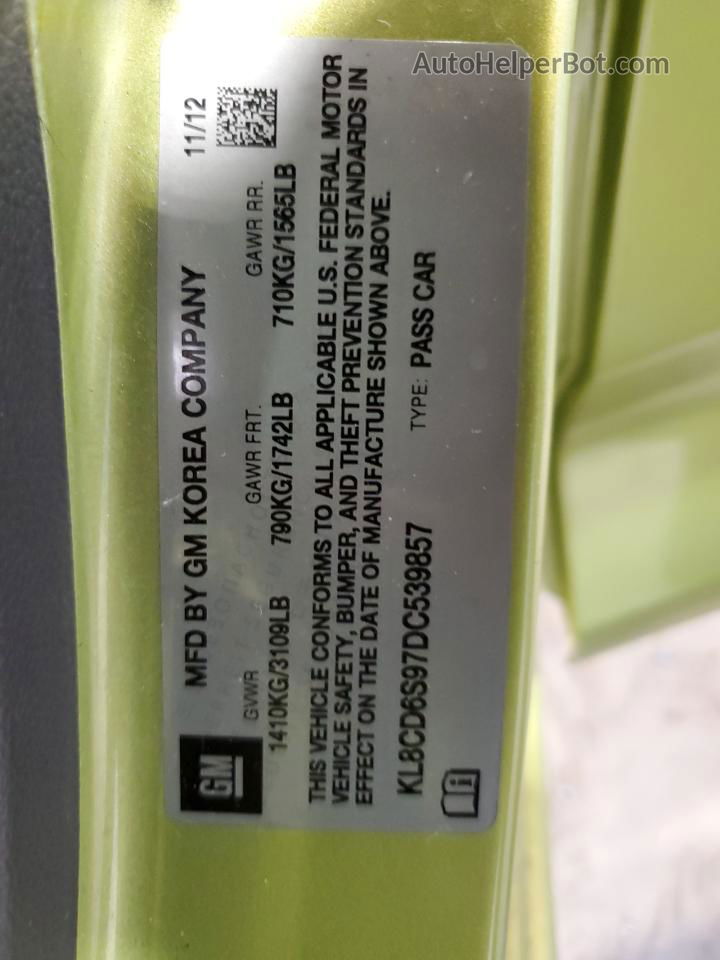 AutoHelperBot.com
MFD BY GM KOREA COMPANY 11/12
GM
GVWR GAWR FRT. GAWR RR.
1410KG/3109LB 790KG/1742LB 710KG/1565LB
THIS VEHICLE CONFORMS TO ALL APPLICABLE U.S. FEDERAL MOTOR
VEHICLE SAFETY, BUMPER, AND THEFT PREVENTION STANDARDS IN
EFFECT ON THE DATE OF MANUFACTURE SHOWN ABOVE.
KL8CD6S97DC539857 TYPE: PASS CAR